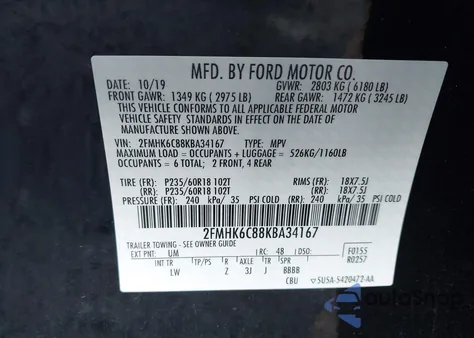 MFD. BY FORD MOTOR CO.
DATE: 10/19 GVWR: 2803 KG ( 6180 LB)
FRONT GAWR: 1349 KG ( 2975 LB) REAR GAWR: 1472 KG ( 3245 LB)
THIS VEHICLE CONFORMS TO ALL APPLICABLE FEDERAL MOTOR
VEHICLE SAFETY STANDARDS IN EFFECT ON THE DATE OF
MANUFACTURE SHOWN ABOVE.
VIN: 2FMHK6C88KBA34167 TYPE: MPV
MAXIMUM LOAD = OCCUPANTS + LUGGAGE = 526KG/1160LB
OCCUPANTS = 6 TOTAL; 2 FRONT, 4 REAR
TIRE (FR): P235/60R18 102T RIMS (FR): 18X7.5J
(RR): P235/60R18 102T (RR): 18X7.5J
PRESSURE (FR): 240 kPa/ 35 PSI COLD (RR): 240 kPa/ 35 PSI COLD
2FMHK6C88KBA34167
TRAILER TOWING - SEE OWNER GUIDE
EXT PNT: UM RC: 48 DSO: F0155
R0257
INT TR TP/PS R AXLE TR SPR
LW Z 3J J BBBB
CBU 5U5A-5420472-AA
AutoSnap